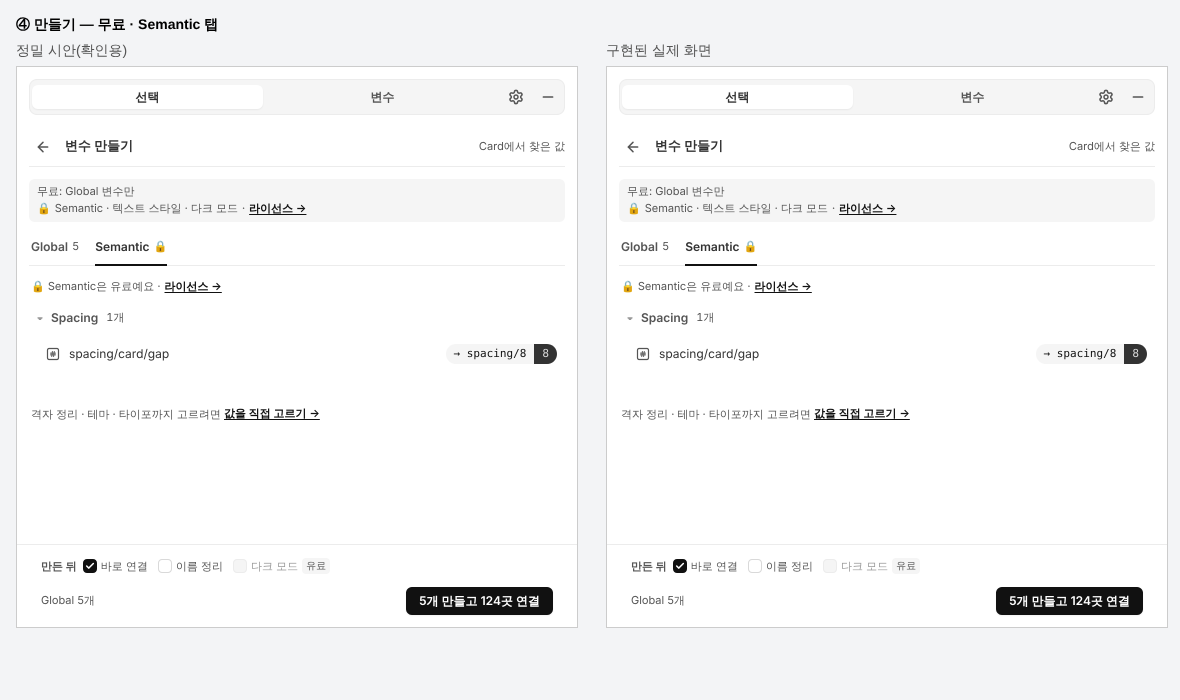 ④ 만들기 — 무료 · Semantic 탭
정밀 시안(확인용)
선택 변수
변수 만들기 Card에서 찾은 값
무료: Global 변수만
🔒 Semantic · 텍스트 스타일 · 다크 모드 · 라이선스 →
Global 5 Semantic 🔒
🔒 Semantic은 유료예요 · 라이선스 →
Spacing 1개
spacing/card/gap → spacing/8 8
격자 정리 · 테마 · 타이포까지 고르려면 값을 직접 고르기 →
만든 뒤 바로 연결 이름 정리 다크 모드 유료
Global 5개 5개 만들고 124곳 연결
구현된 실제 화면
선택 변수
변수 만들기 Card에서 찾은 값
무료: Global 변수만
🔒 Semantic · 텍스트 스타일 · 다크 모드 · 라이선스 →
Global 5 Semantic 🔒
🔒 Semantic은 유료예요 · 라이선스 →
Spacing 1개
spacing/card/gap → spacing/8 8
격자 정리 · 테마 · 타이포까지 고르려면 값을 직접 고르기 →
만든 뒤 바로 연결 이름 정리 다크 모드 유료
Global 5개 5개 만들고 124곳 연결